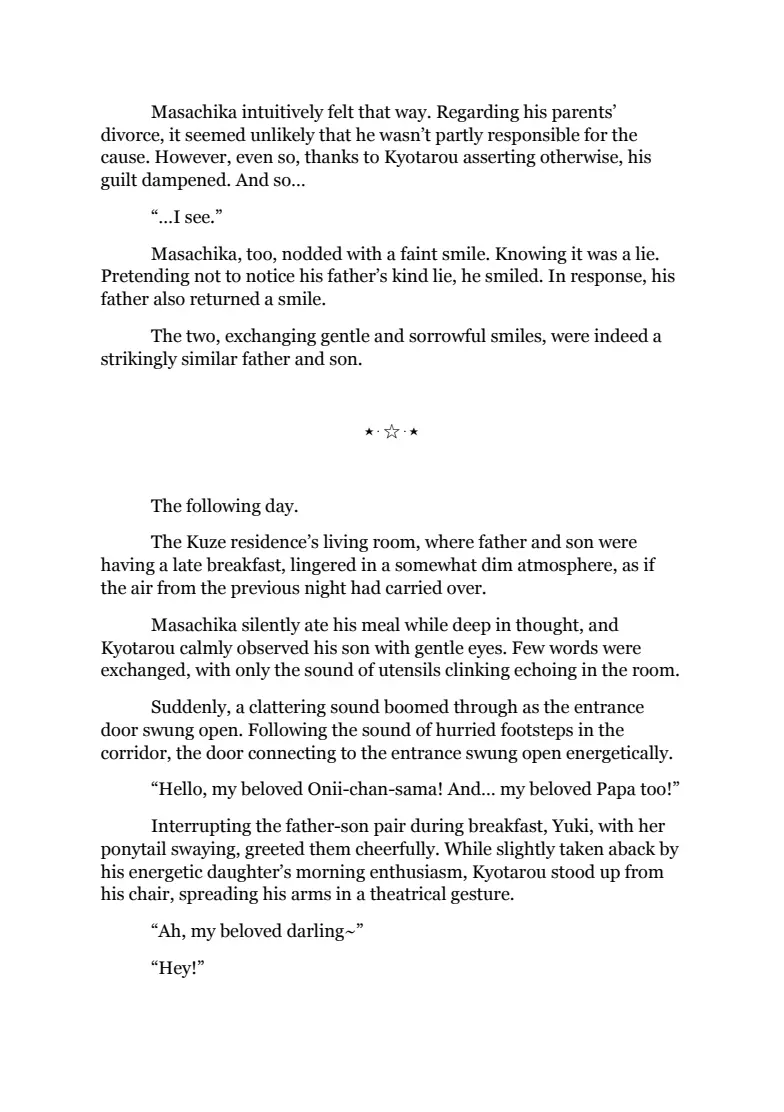 Masachika intuitively felt that way. Regarding his parents’
divorce, it seemed unlikely that he wasn’t partly responsible for the
cause. However, even so, thanks to Kyotarou asserting otherwise, his
guilt dampened. And so...
“...I see.”
Masachika, too, nodded with a faint smile. Knowing it was a lie.
Pretending not to notice his father’s kind lie, he smiled. In response, his
father also returned a smile.
The two, exchanging gentle and sorrowful smiles, were indeed a
strikingly similar father and son.
⋆·☆·⋆
The following day.
The Kuze residence’s living room, where father and son were
having a late breakfast, lingered in a somewhat dim atmosphere, as if
the air from the previous night had carried over.
Masachika silently ate his meal while deep in thought, and
Kyotarou calmly observed his son with gentle eyes. Few words were
exchanged, with only the sound of utensils clinking echoing in the room.
Suddenly, a clattering sound boomed through as the entrance
door swung open. Following the sound of hurried footsteps in the
corridor, the door connecting to the entrance swung open energetically.
“Hello, my beloved Onii-chan-sama! And... my beloved Papa too!”
Interrupting the father-son pair during breakfast, Yuki, with her
ponytail swaying, greeted them cheerfully. While slightly taken aback by
his energetic daughter’s morning enthusiasm, Kyotarou stood up from
his chair, spreading his arms in a theatrical gesture.
“Ah, my beloved darling~”
“Hey!”